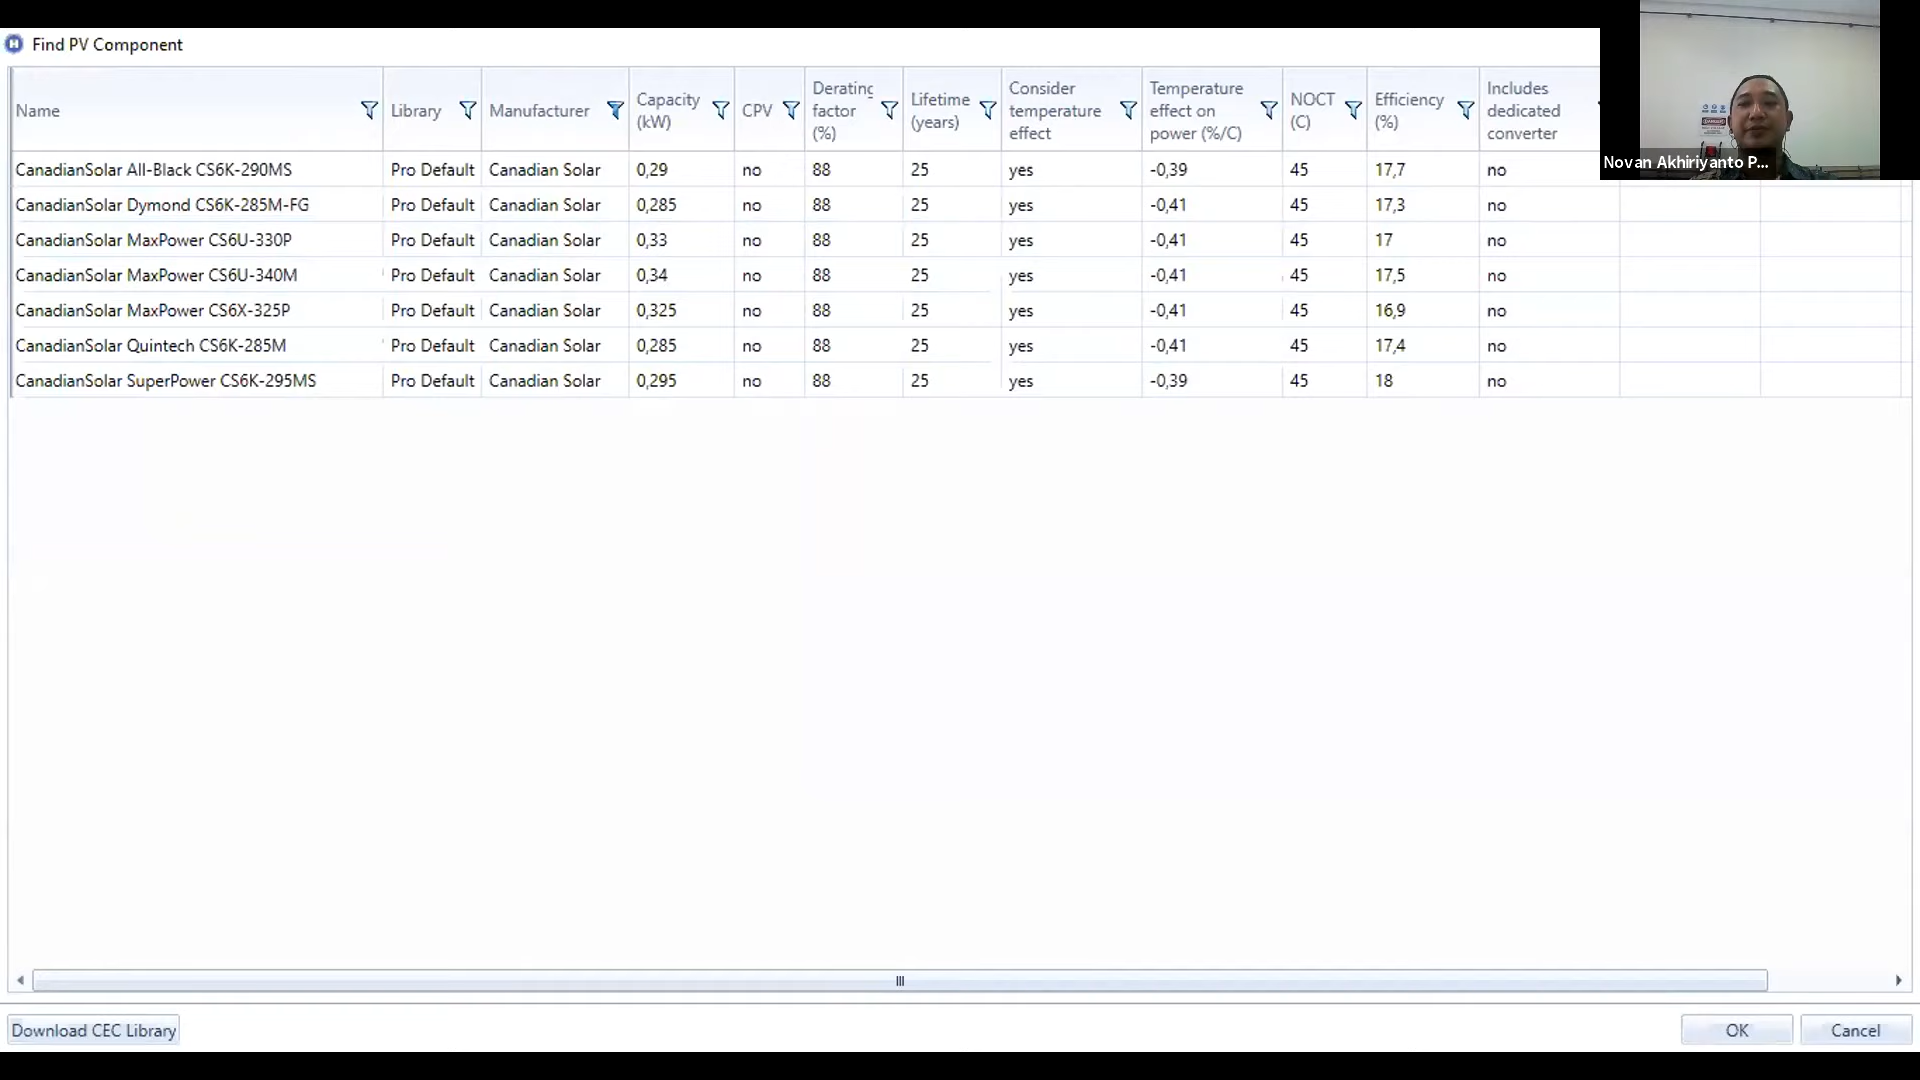 Find PV Component
Name Library Manufacturer Capacity (kW) CPV Derating factor (%) Lifetime (years) Consider temperature effect Temperature effect on power (%/C) NOCT (C) Efficiency (%) Includes dedicated converter
CanadianSolar All-Black CS6K-290MS Pro Default Canadian Solar 0,29 no 88 25 yes -0,39 45 17,7 no
CanadianSolar Dymond CS6K-285M-FG Pro Default Canadian Solar 0,285 no 88 25 yes -0,41 45 17,3 no
CanadianSolar MaxPower CS6U-330P Pro Default Canadian Solar 0,33 no 88 25 yes -0,41 45 17 no
CanadianSolar MaxPower CS6U-340M Pro Default Canadian Solar 0,34 no 88 25 yes -0,41 45 17,5 no
CanadianSolar MaxPower CS6X-325P Pro Default Canadian Solar 0,325 no 88 25 yes -0,41 45 16,9 no
CanadianSolar Quintech CS6K-285M Pro Default Canadian Solar 0,285 no 88 25 yes -0,41 45 17,4 no
CanadianSolar SuperPower CS6K-295MS Pro Default Canadian Solar 0,295 no 88 25 yes -0,39 45 18 no
Novan Akhiriyanto P...
Download CEC Library
OK
Cancel